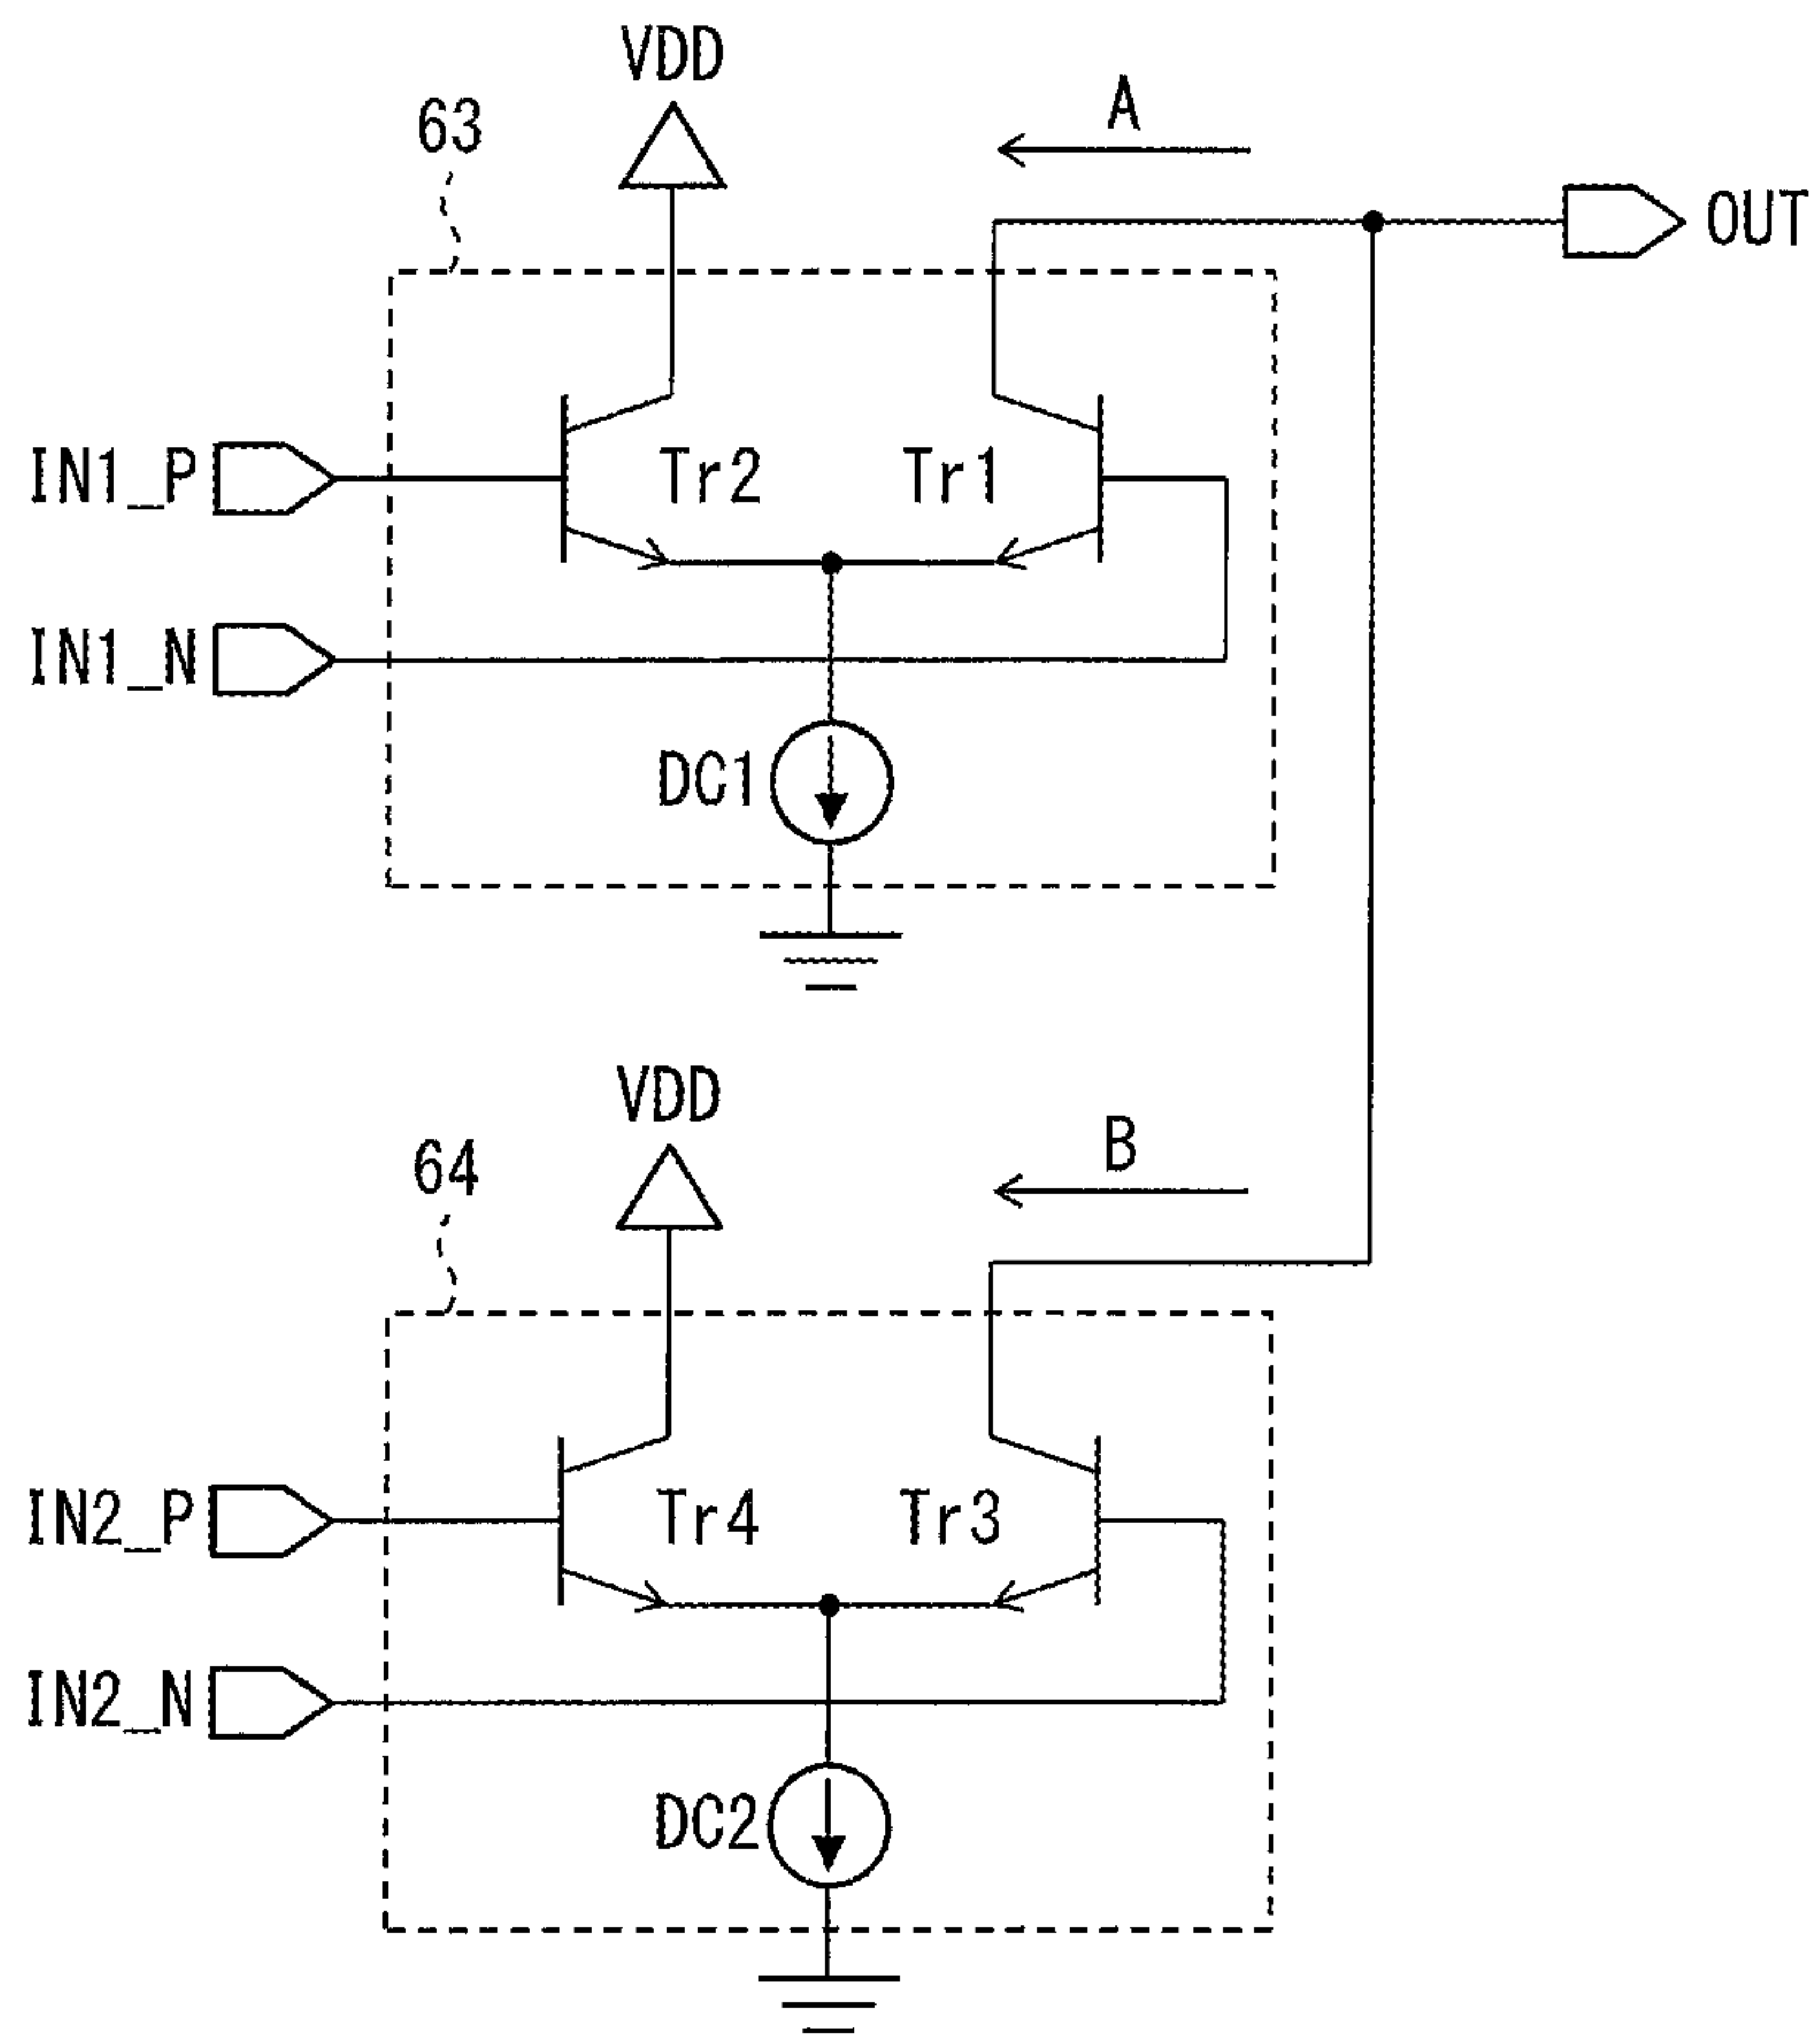 VDD
63
A
OUT
IN1_P
Tr2
Tr1
IN1_N
DC1
VDD
64
B
IN2_P
Tr4
Tr3
IN2_N
DC2